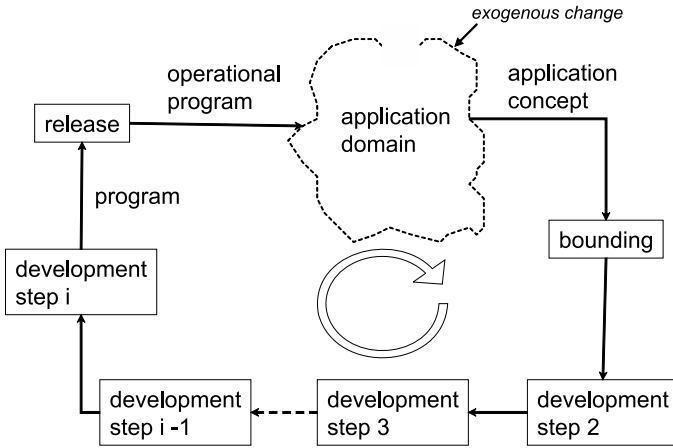 exogenous change
operational
program
application
concept
release
application
domain
program
bounding
development
step i
development
step i -1
development
step 3
development
step 2